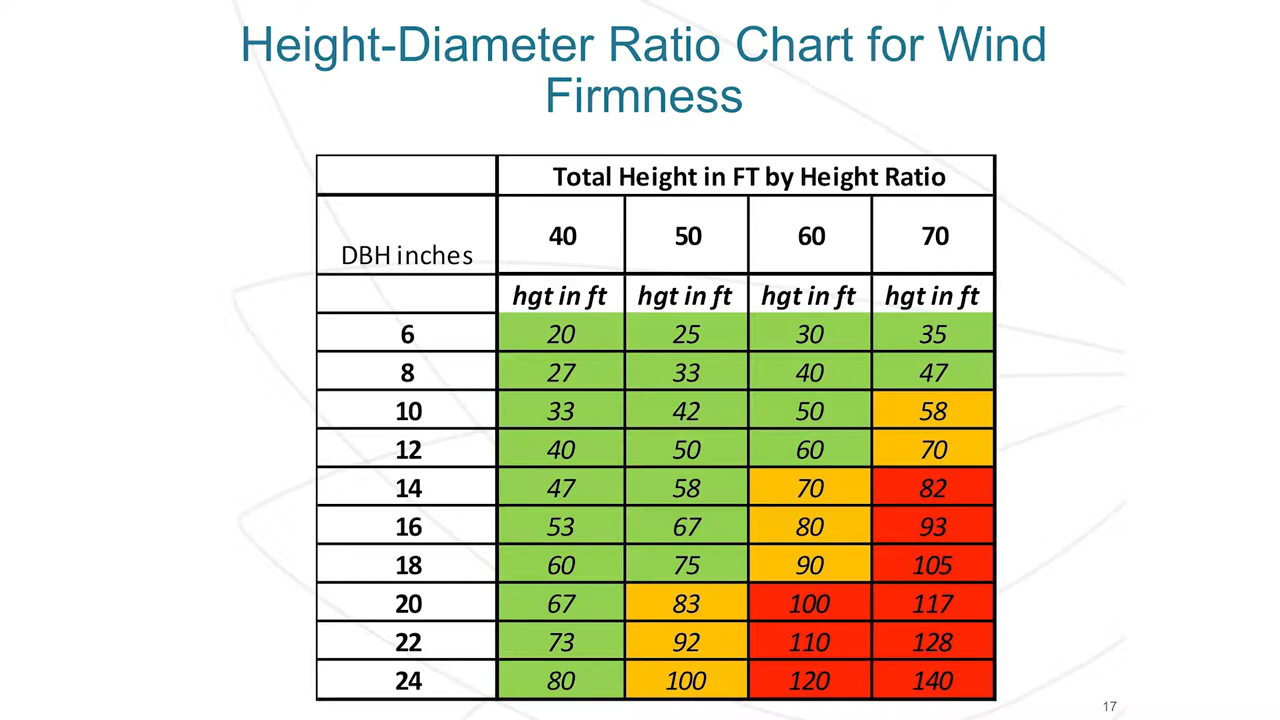 Height-Diameter Ratio Chart for Wind
Firmness
Total Height in FT by Height Ratio
DBH inches 40 50 60 70
hgt in ft hgt in ft hgt in ft hgt in ft
6 20 25 30 35
8 27 33 40 47
10 33 42 50 58
12 40 50 60 70
14 47 58 70 82
16 53 67 80 93
18 60 75 90 105
20 67 83 100 117
22 73 92 110 128
24 80 100 120 140
17